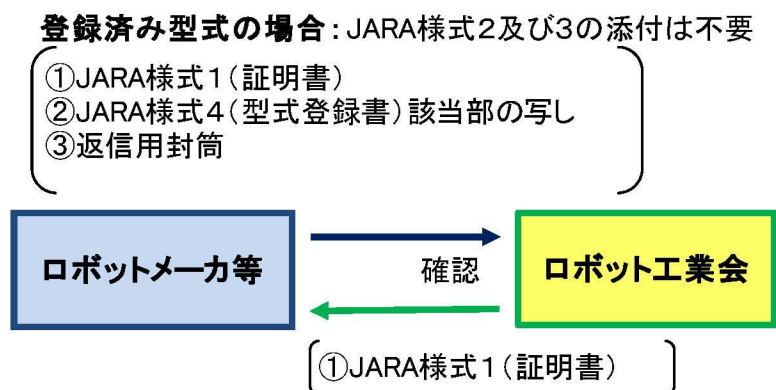 登録済み型式の場合：JARA様式2及び3の添付は不要
①JARA様式1（証明書）
②JARA様式4（型式登録書）該当部の写し
③返信用封筒
ロボットメーカ等
確認
ロボット工業会
①JARA様式1（証明書）